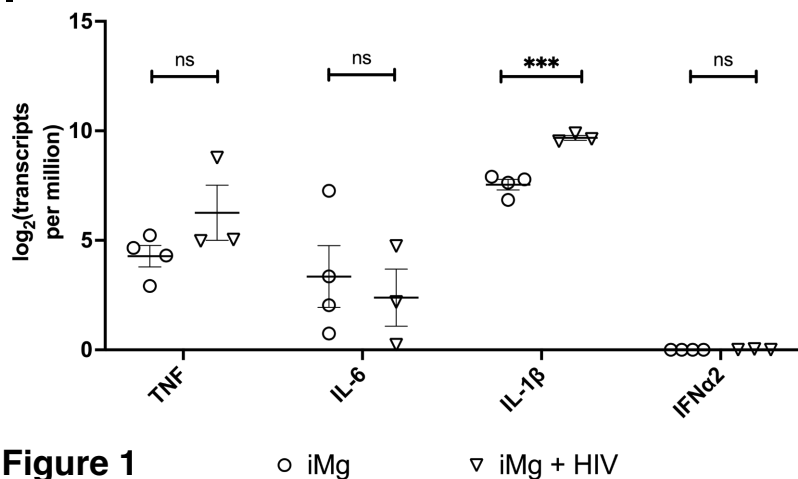 15
ns
ns
***
ns
10
log2(transcripts
per million)
5
0
TNF
IL-6
IL-1β
IFNα2
Figure 1
iMg
iMg + HIV